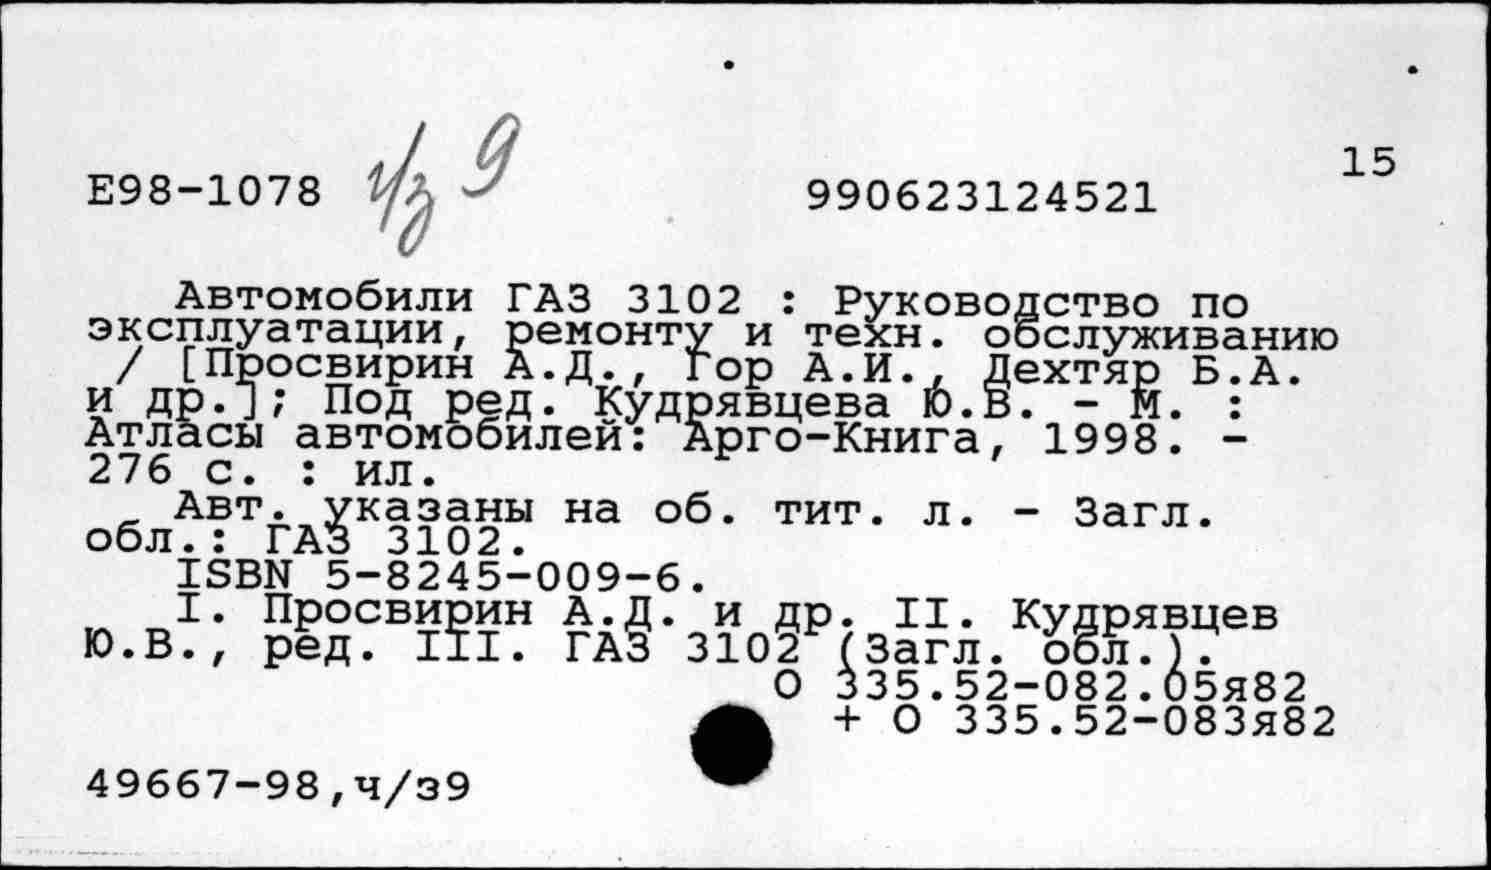 15
Е98-1078 ч/з 9 990623124521
Автомобили ГАЗ 3102 : Руководство по
эксплуатации, ремонту и техн. обслуживанию
/ [Просвирин А.Д., Гор А.И., Дехтяр Б.А.
и др.]; Под ред. Кудрявцева Ю.В. - М. :
Атласы автомобилей: Арго-Книга, 1998. -
276 с. : ил.
Авт. указаны на об. тит. л. - Загл.
обл.: ГАЗ 3102.
ISBN 5-8245-009-6.
I. Просвирин А.Д. и др. II. Кудрявцев
Ю.В., ред. III. ГАЗ 3102 (Загл. обл.).
О 335.52-082.05я82
+ О 335.52-083я82
49667-98,ч/з9